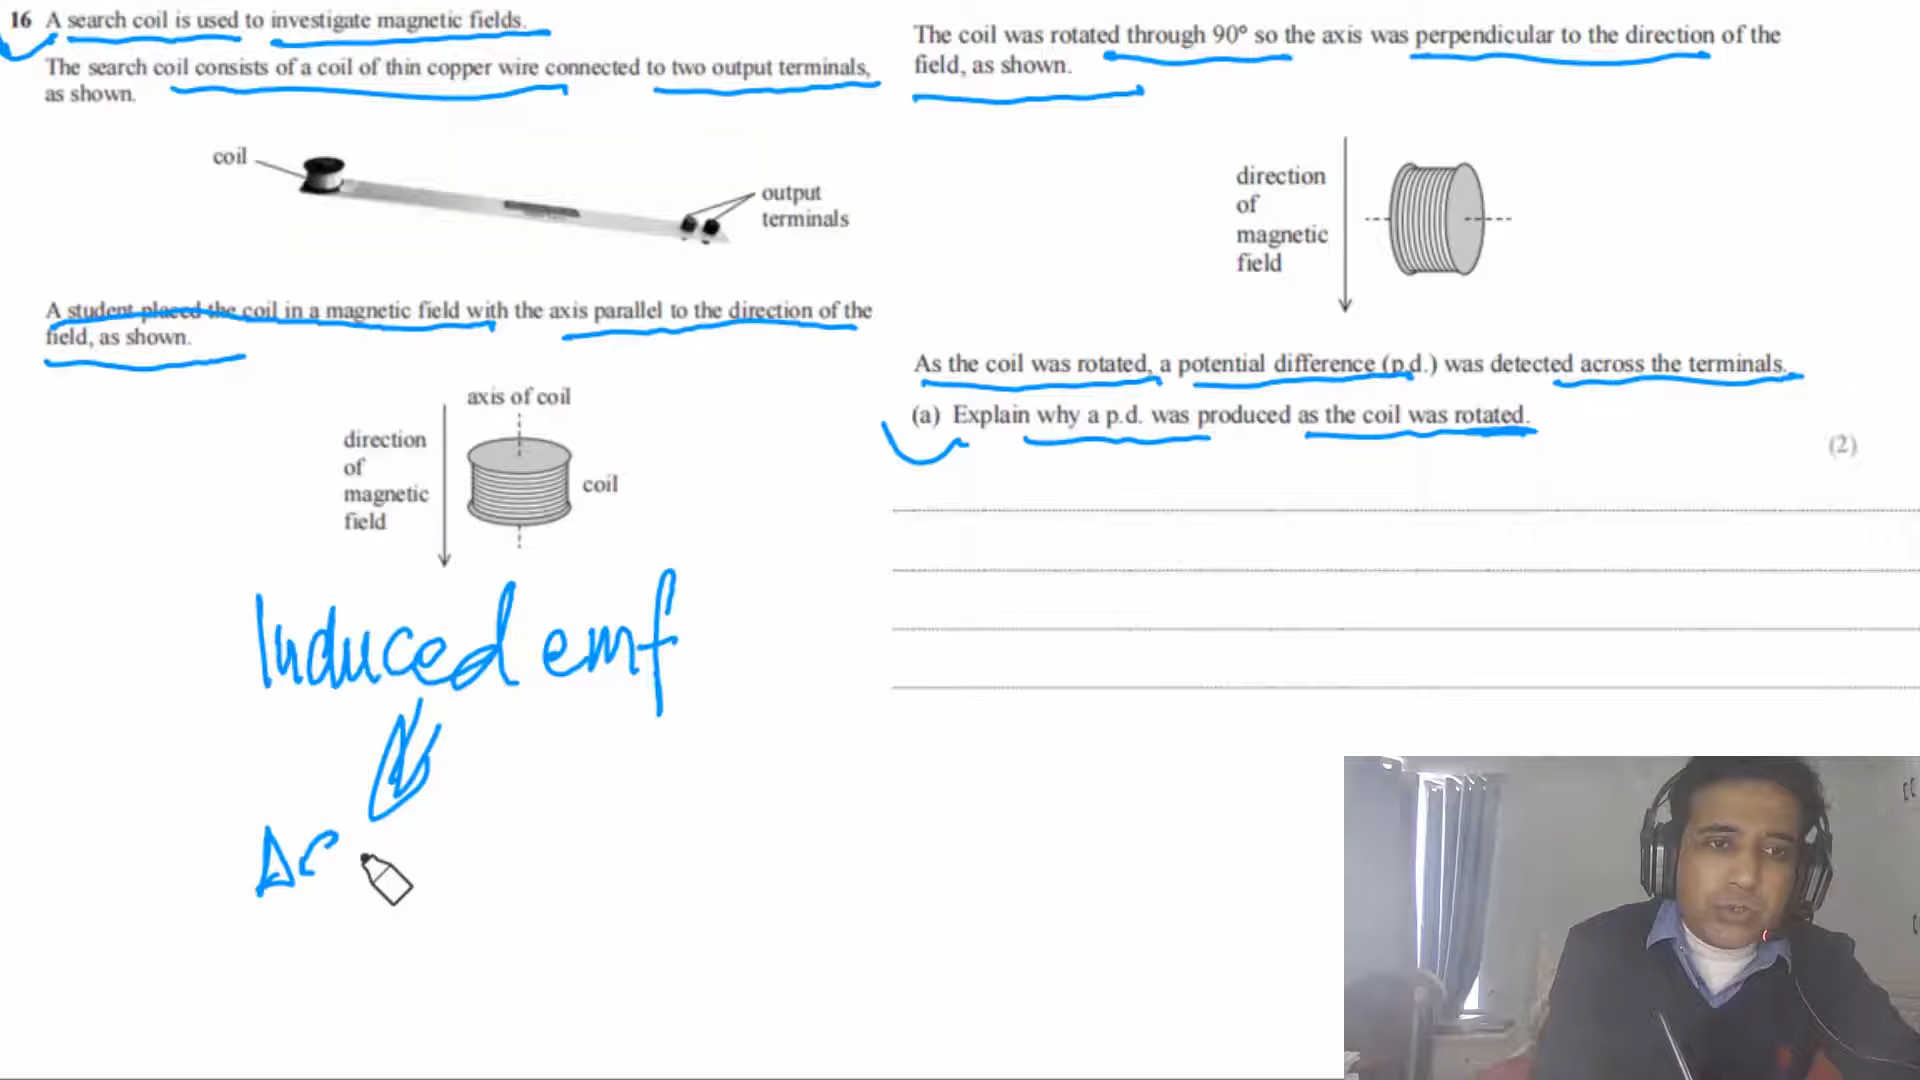 16 A search coil is used to investigate magnetic fields.
The search coil consists of a coil of thin copper wire connected to two output terminals,
as shown.
coil
output
terminals
A student placed the coil in a magnetic field with the axis parallel to the direction of the
field, as shown.
axis of coil
direction
of
magnetic
field
coil
Induced emf
The coil was rotated through 90° so the axis was perpendicular to the direction of the
field, as shown.
direction
of
magnetic
field
As the coil was rotated, a potential difference (p.d.) was detected across the terminals.
(a) Explain why a p.d. was produced as the coil was rotated.
(2)